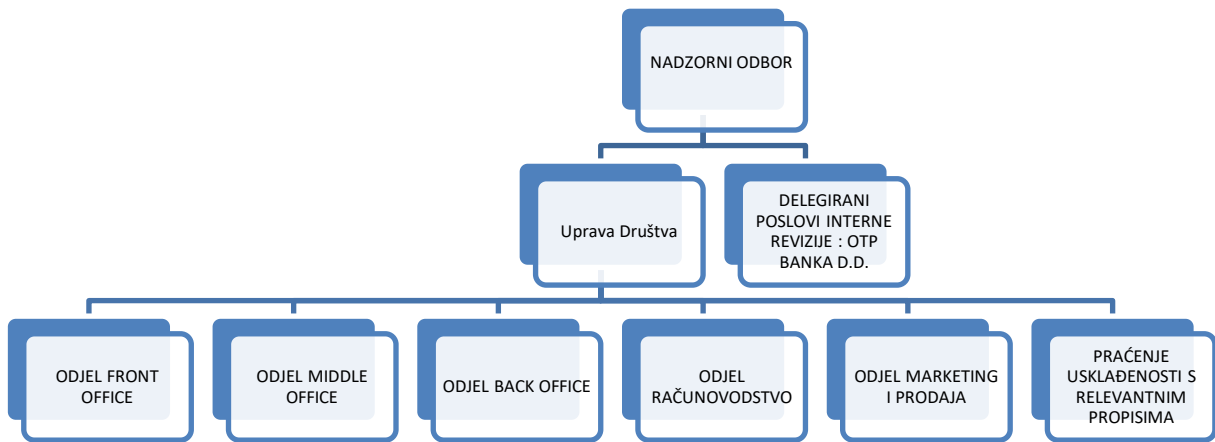 NADZORNI ODBOR
Uprava Društva
DELEGIRANI
POSLOVI INTERNE
REVIZIJE : OTP
BANKA D.D.
ODJEL FRONT
OFFICE
ODJEL MIDDLE
OFFICE
ODJEL BACK OFFICE
ODJEL
RAČUNOVODSTVO
ODJEL MARKETING
I PRODAJA
PRAĆENJE
USKLAĐENOSTI S
RELEVANTNIM
PROPISIMA